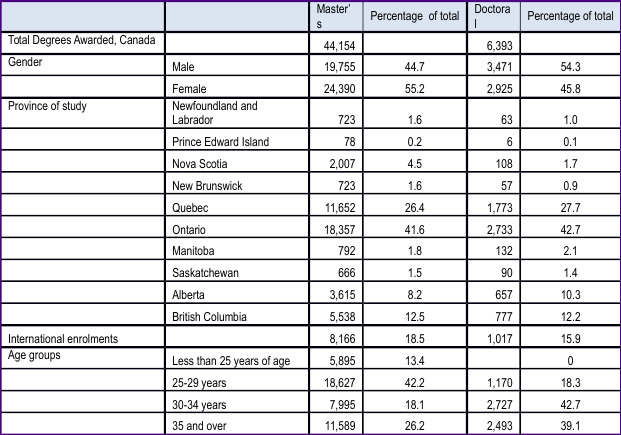 Master's Percentage of total Doctoral Percentage of total
Total Degrees Awarded, Canada 44,154 6,393
Gender Male 19,755 44.7 3,471 54.3
Female 24,390 55.2 2,925 45.8
Province of study Newfoundland and
Labrador 723 1.6 63 1.0
Prince Edward Island 78 0.2 6 0.1
Nova Scotia 2,007 4.5 108 1.7
New Brunswick 723 1.6 57 0.9
Quebec 11,652 26.4 1,773 27.7
Ontario 18,357 41.6 2,733 42.7
Manitoba 792 1.8 132 2.1
Saskatchewan 666 1.5 90 1.4
Alberta 3,615 8.2 657 10.3
British Columbia 5,538 12.5 777 12.2
International enrolments 8,166 18.5 1,017 15.9
Age groups Less than 25 years of age 5,895 13.4 0
25-29 years 18,627 42.2 1,170 18.3
30-34 years 7,995 18.1 2,727 42.7
35 and over 11,589 26.2 2,493 39.1